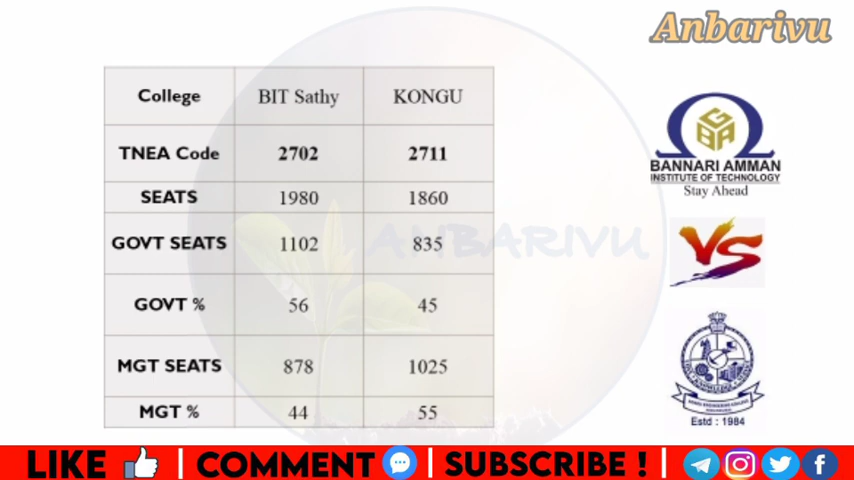 Anbarivu
College BIT Sathy KONGU
TNEA Code 2702 2711
SEATS 1980 1860
GOVT SEATS 1102 835
GOVT % 56 45
MGT SEATS 878 1025
MGT % 44 55
ANBARIVU
GBA
BANNARI AMMAN
INSTITUTE OF TECHNOLOGY
Stay Ahead
VS
Estd : 1984
LIKE | COMMENT | SUBSCRIBE ! |